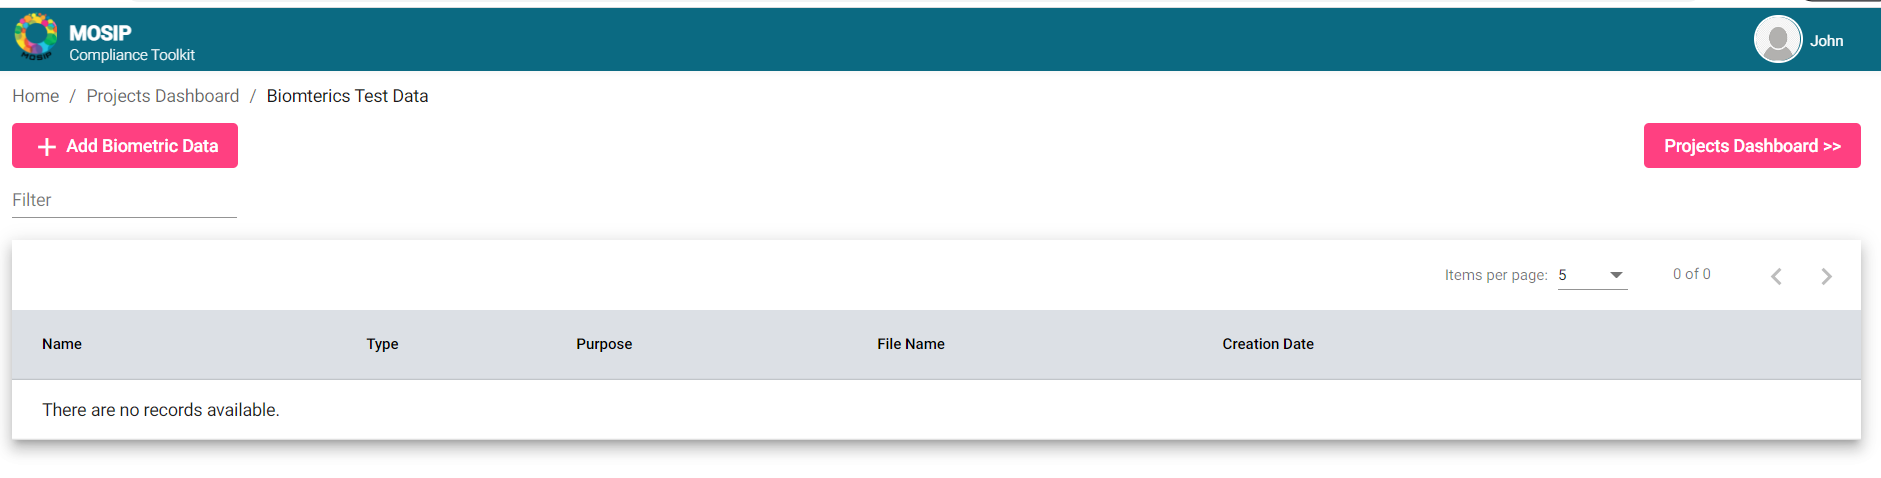 MOSIP
Compliance Toolkit
MOSIP
John
Home / Projects Dashboard / Biomterics Test Data
+ Add Biometric Data
Projects Dashboard >>
Filter
Items per page: 5
0 of 0
Name Type Purpose File Name Creation Date
There are no records available.